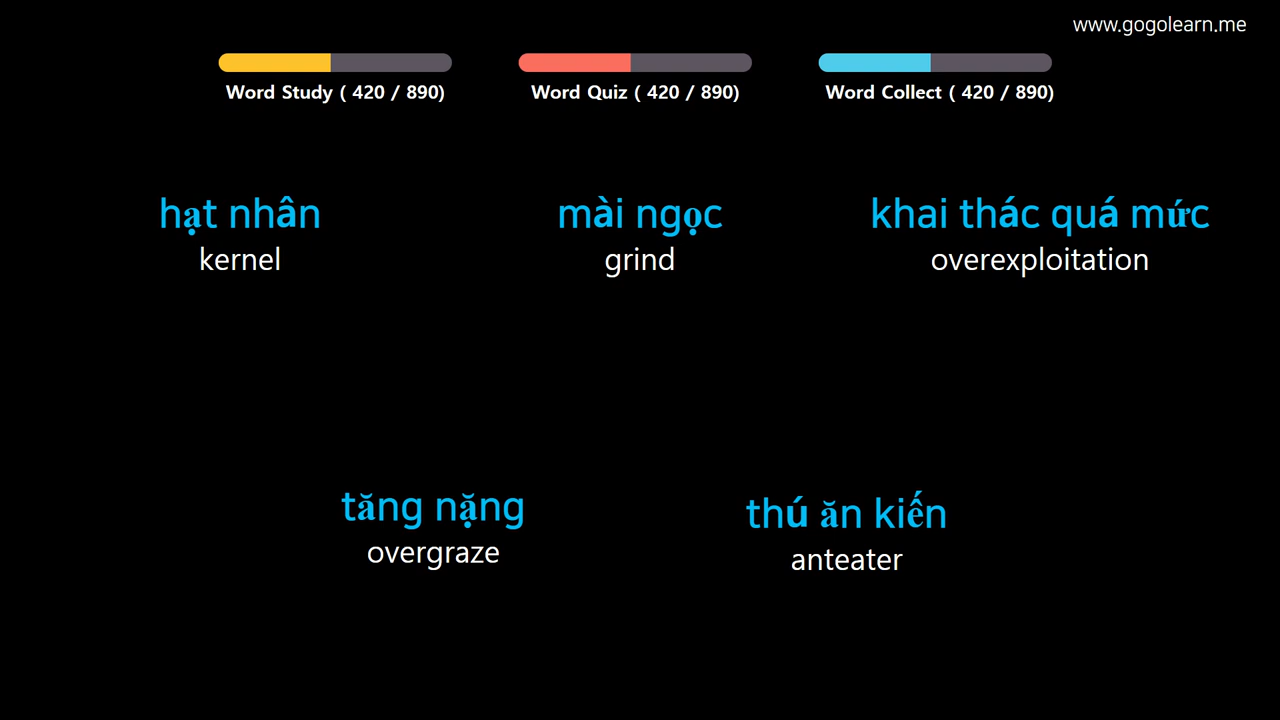 www.gogolearn.me
Word Study ( 420 / 890)
Word Quiz ( 420 / 890)
Word Collect ( 420 / 890)
hạt nhân
kernel
mài ngọc
grind
khai thác quá mức
overexploitation
tăng nặng
overgraze
thú ăn kiến
anteater